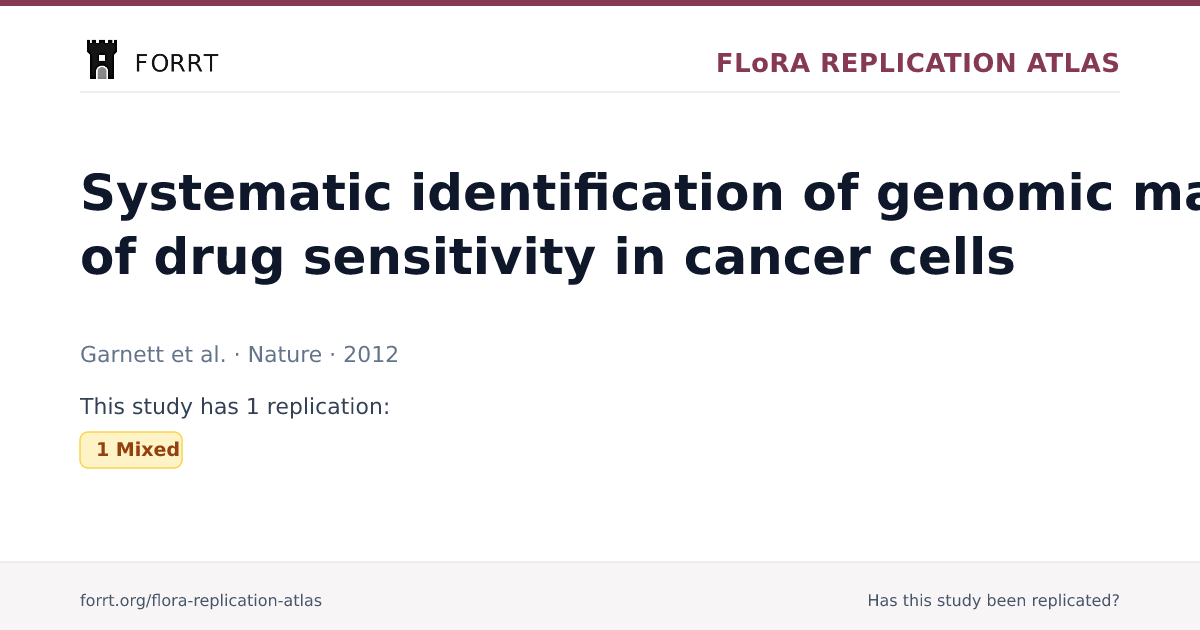 FORRT
FLoRA REPLICATION ATLAS
Systematic identification of genomic
of drug sensitivity in cancer cells
Garnett et al. · Nature · 2012
This study has 1 replication:
1 Mixed
forrt.org/flora-replication-atlas
Has this study been replicated?